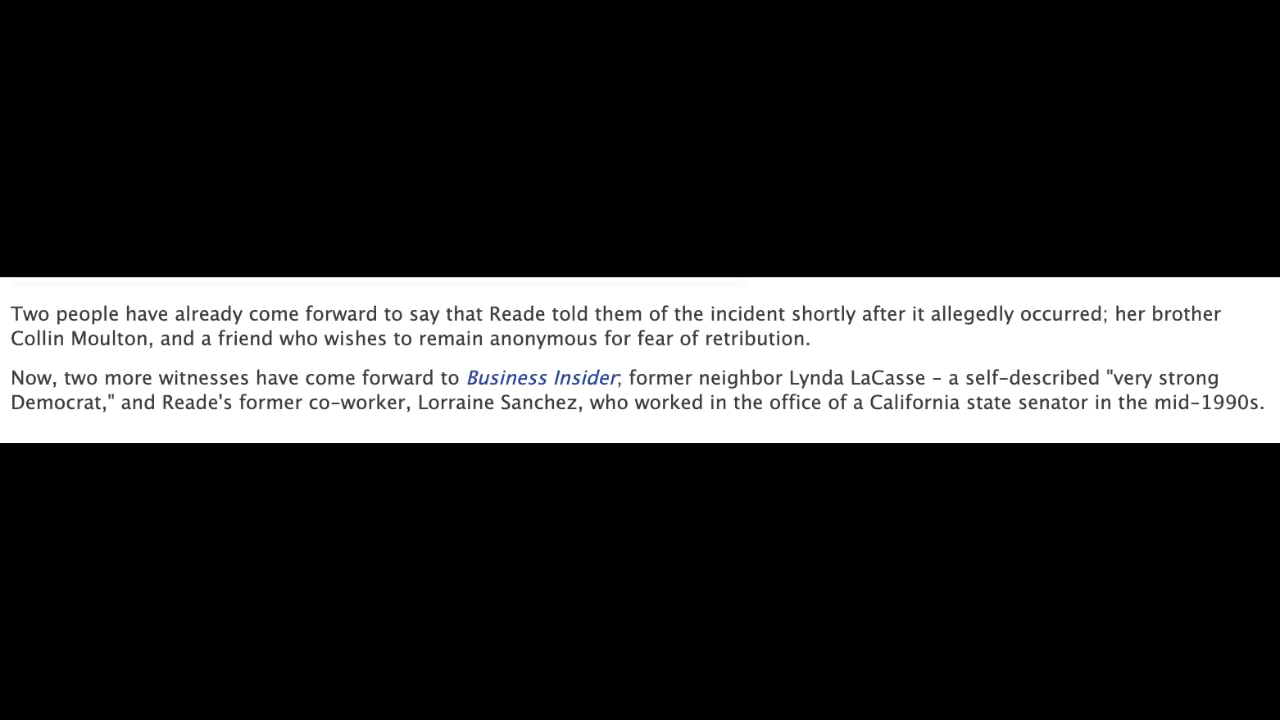 Two people have already come forward to say that Reade told them of the incident shortly after it allegedly occurred; her brother
Collin Moulton, and a friend who wishes to remain anonymous for fear of retribution.
Now, two more witnesses have come forward to Business Insider; former neighbor Lynda LaCasse – a self-described "very strong
Democrat," and Reade's former co-worker, Lorraine Sanchez, who worked in the office of a California state senator in the mid-1990s.